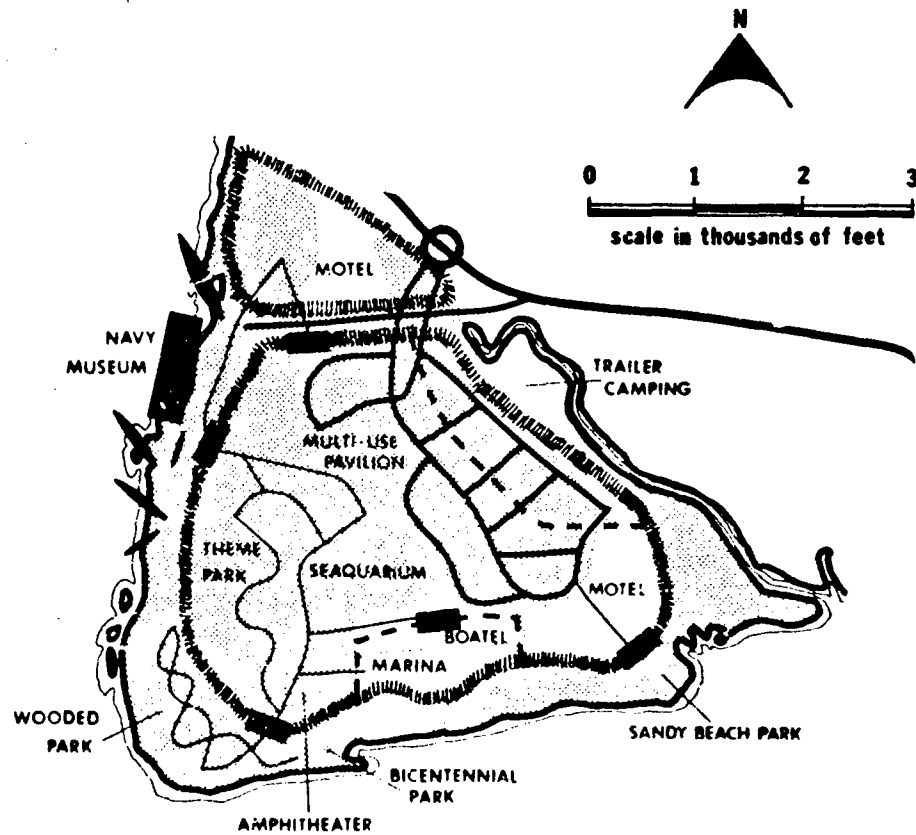 N
0 1 2 3
scale in thousands of feet
MOTEL
NAVY
MUSEUM
TRAILER
CAMPING
MULTI-USE
PAVILION
THEME
PARK
SEAQUARIUM
MOTEL
BOATEL
MARINA
WOODED
PARK
SANDY BEACH PARK
BICENTENNIAL
PARK
AMPHITHEATER